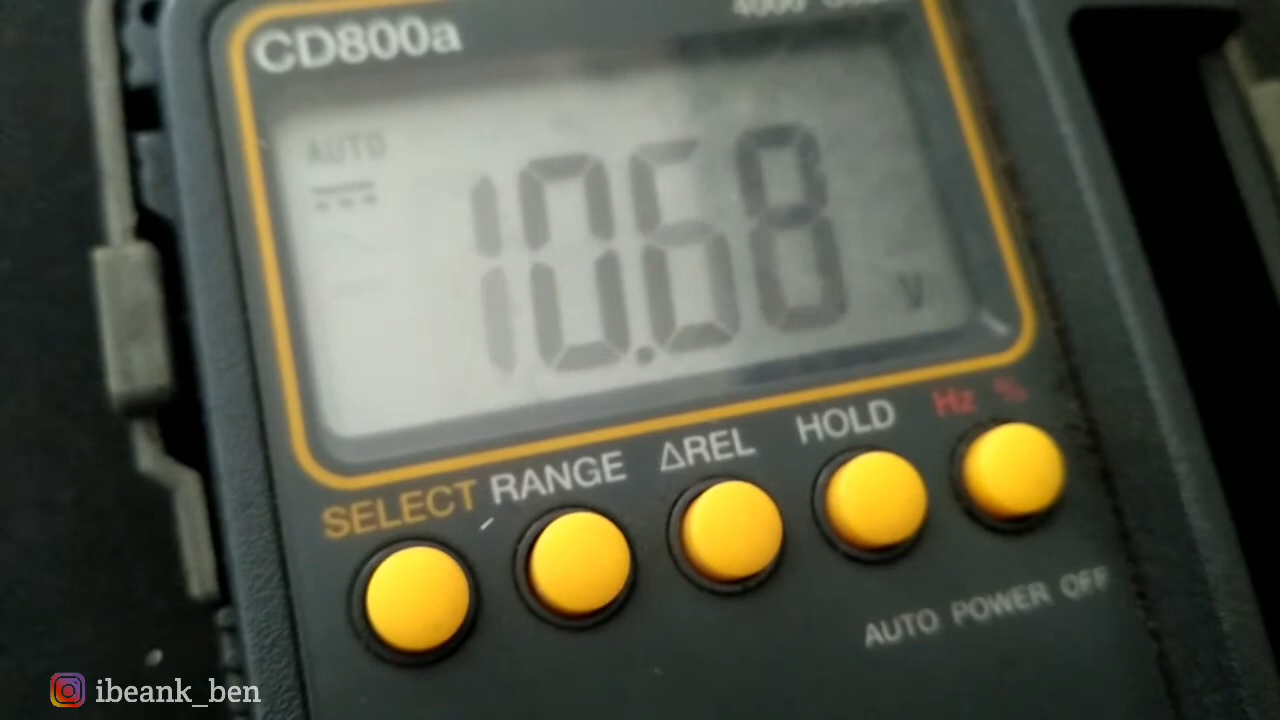 CD800a
AUTO
10.68
V
SELECT RANGE ΔREL HOLD Hz %
AUTO POWER OFF
ibeank_ben